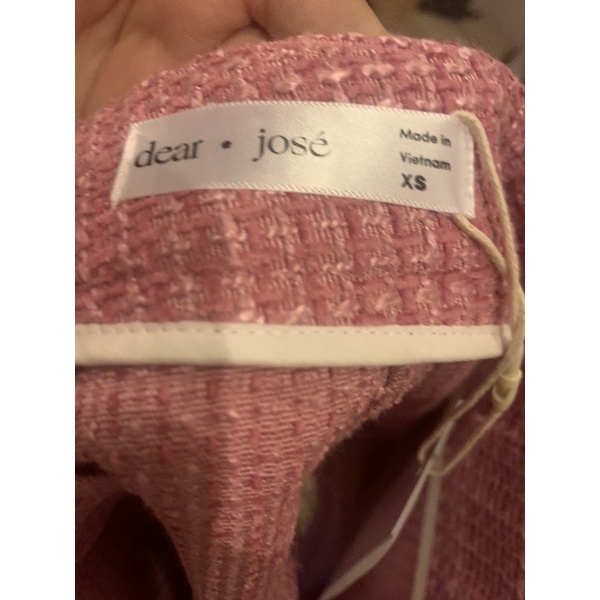 dear • josé
Made in
Vietnam
XS